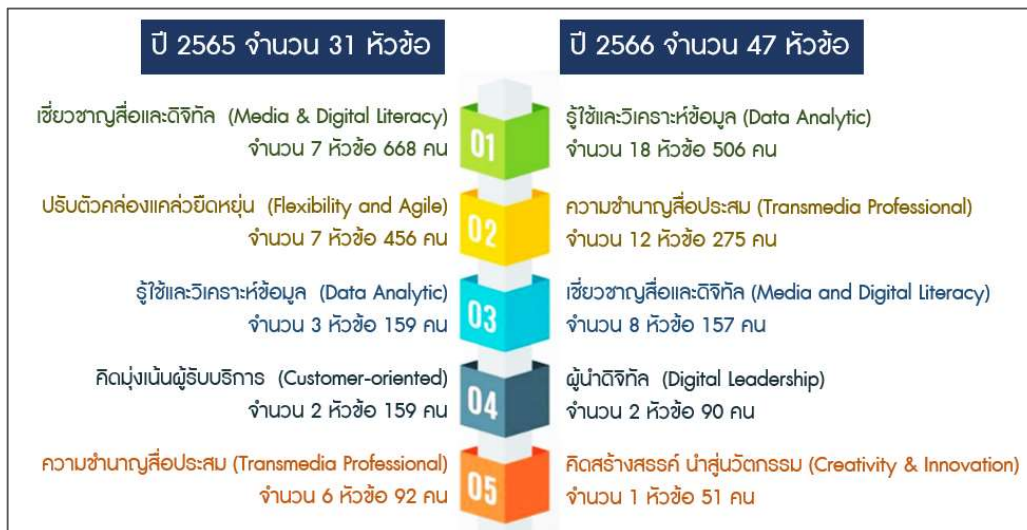 ปี 2565 จำนวน 31 หัวข้อ
ปี 2566 จำนวน 47 หัวข้อ
เชี่ยวชาญสื่อและดิจิทัล (Media & Digital Literacy)
จำนวน 7 หัวข้อ 668 คน
01
รู้ใช้และวิเคราะห์ข้อมูล (Data Analytic)
จำนวน 18 หัวข้อ 506 คน
ปรับตัวคล่องแคล่วยืดหยุ่น (Flexibility and Agile)
จำนวน 7 หัวข้อ 456 คน
02
ความชำนาญสื่อประสม (Transmedia Professional)
จำนวน 12 หัวข้อ 275 คน
รู้ใช้และวิเคราะห์ข้อมูล (Data Analytic)
จำนวน 3 หัวข้อ 159 คน
03
เชี่ยวชาญสื่อและดิจิทัล (Media and Digital Literacy)
จำนวน 8 หัวข้อ 157 คน
คิดมุ่งเน้นผู้รับบริการ (Customer-oriented)
จำนวน 2 หัวข้อ 159 คน
04
ผู้นำดิจิทัล (Digital Leadership)
จำนวน 2 หัวข้อ 90 คน
ความชำนาญสื่อประสม (Transmedia Professional)
จำนวน 6 หัวข้อ 92 คน
05
คิดสร้างสรรค์ นำสู่นวัตกรรม (Creativity & Innovation)
จำนวน 1 หัวข้อ 51 คน